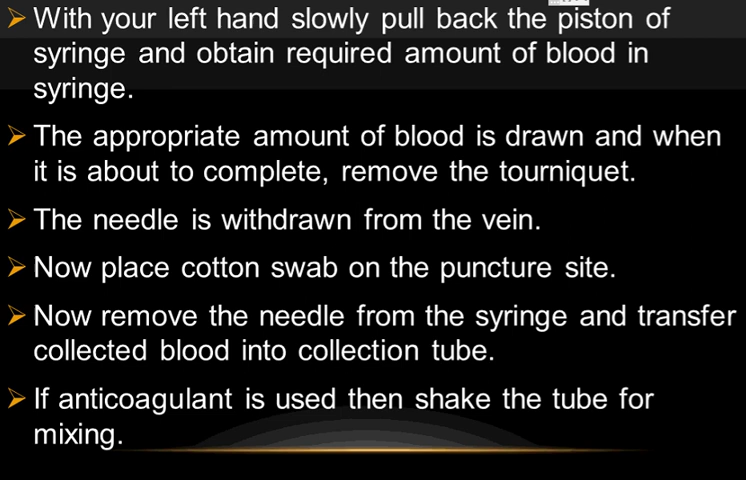 With your left hand slowly pull back the piston of
syringe and obtain required amount of blood in
syringe.
The appropriate amount of blood is drawn and when
it is about to complete, remove the tourniquet.
The needle is withdrawn from the vein.
Now place cotton swab on the puncture site.
Now remove the needle from the syringe and transfer
collected blood into collection tube.
If anticoagulant is used then shake the tube for
mixing.